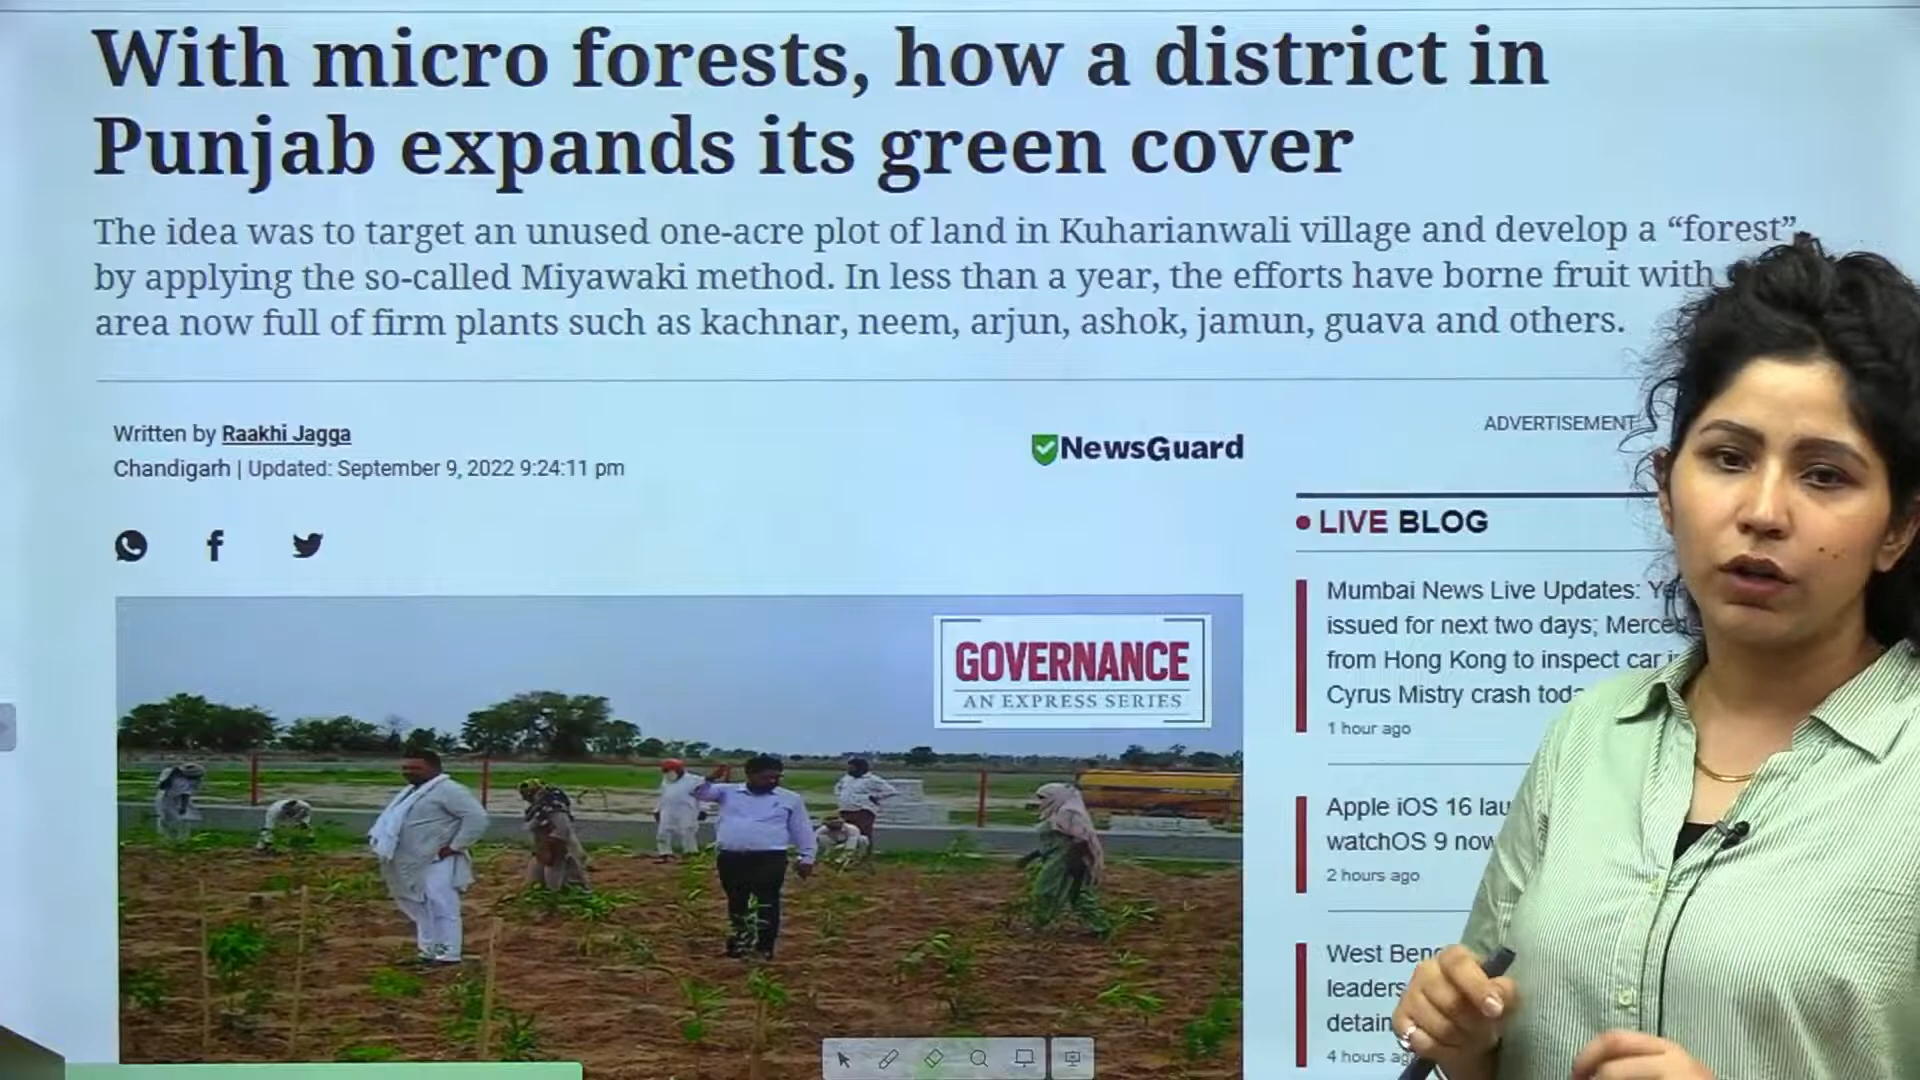 With micro forests, how a district in
Punjab expands its green cover
The idea was to target an unused one-acre plot of land in Kuharianwali village and develop a “forest”
by applying the so-called Miyawaki method. In less than a year, the efforts have borne fruit with
area now full of firm plants such as kachnar, neem, arjun, ashok, jamun, guava and others.
Written by Raakhi Jagga
Chandigarh | Updated: September 9, 2022 9:24:11 pm
NewsGuard
ADVERTISEMENT
LIVE BLOG
GOVERNANCE
AN EXPRESS SERIES
Mumbai News Live Updates:
issued for next two days;
from Hong Kong to inspect car
Cyrus Mistry crash
1 hour ago
Apple iOS 16
watchOS 9 now
2 hours ago
West
leaders
4 hours